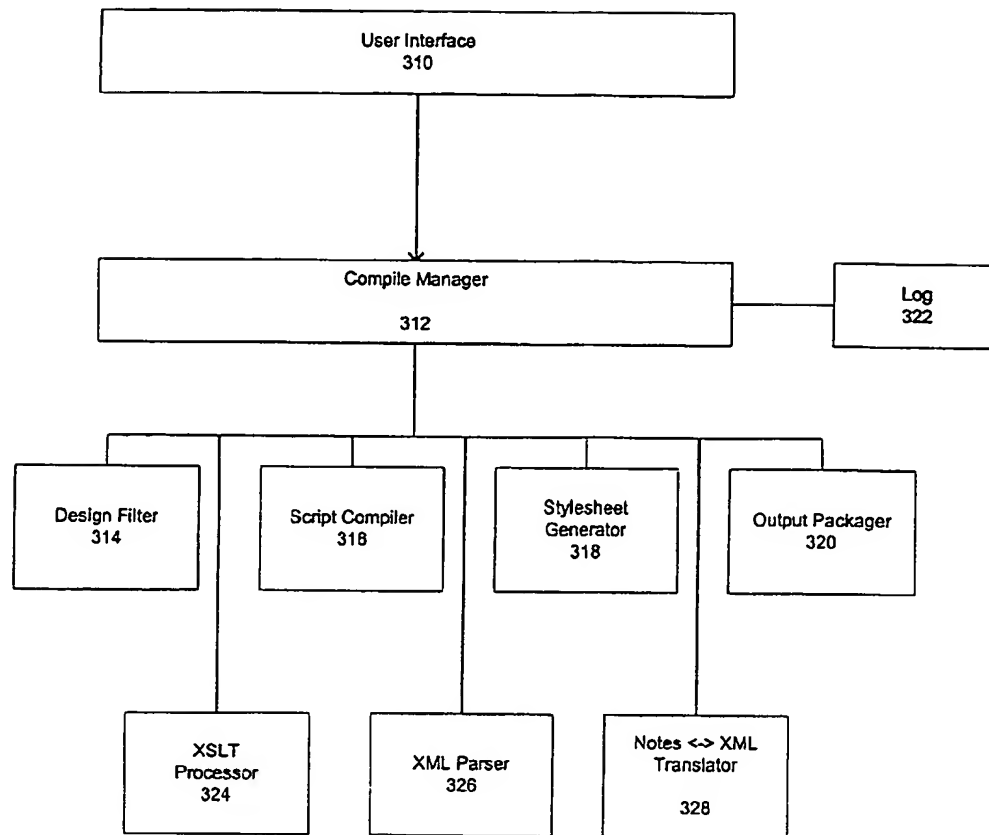 User Interface
310
Compile Manager
312
Log
322
Design Filter
314
Script Compiler
318
Stylesheet
Generator
318
Output Packager
320
XSLT
Processor
324
XML Parser
326
Notes <-> XML
Translator
328